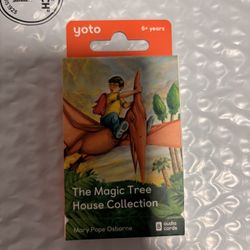 yoto
6+ years
The Magic Tree
House Collection
Mary Pope Osborne
audio
cards